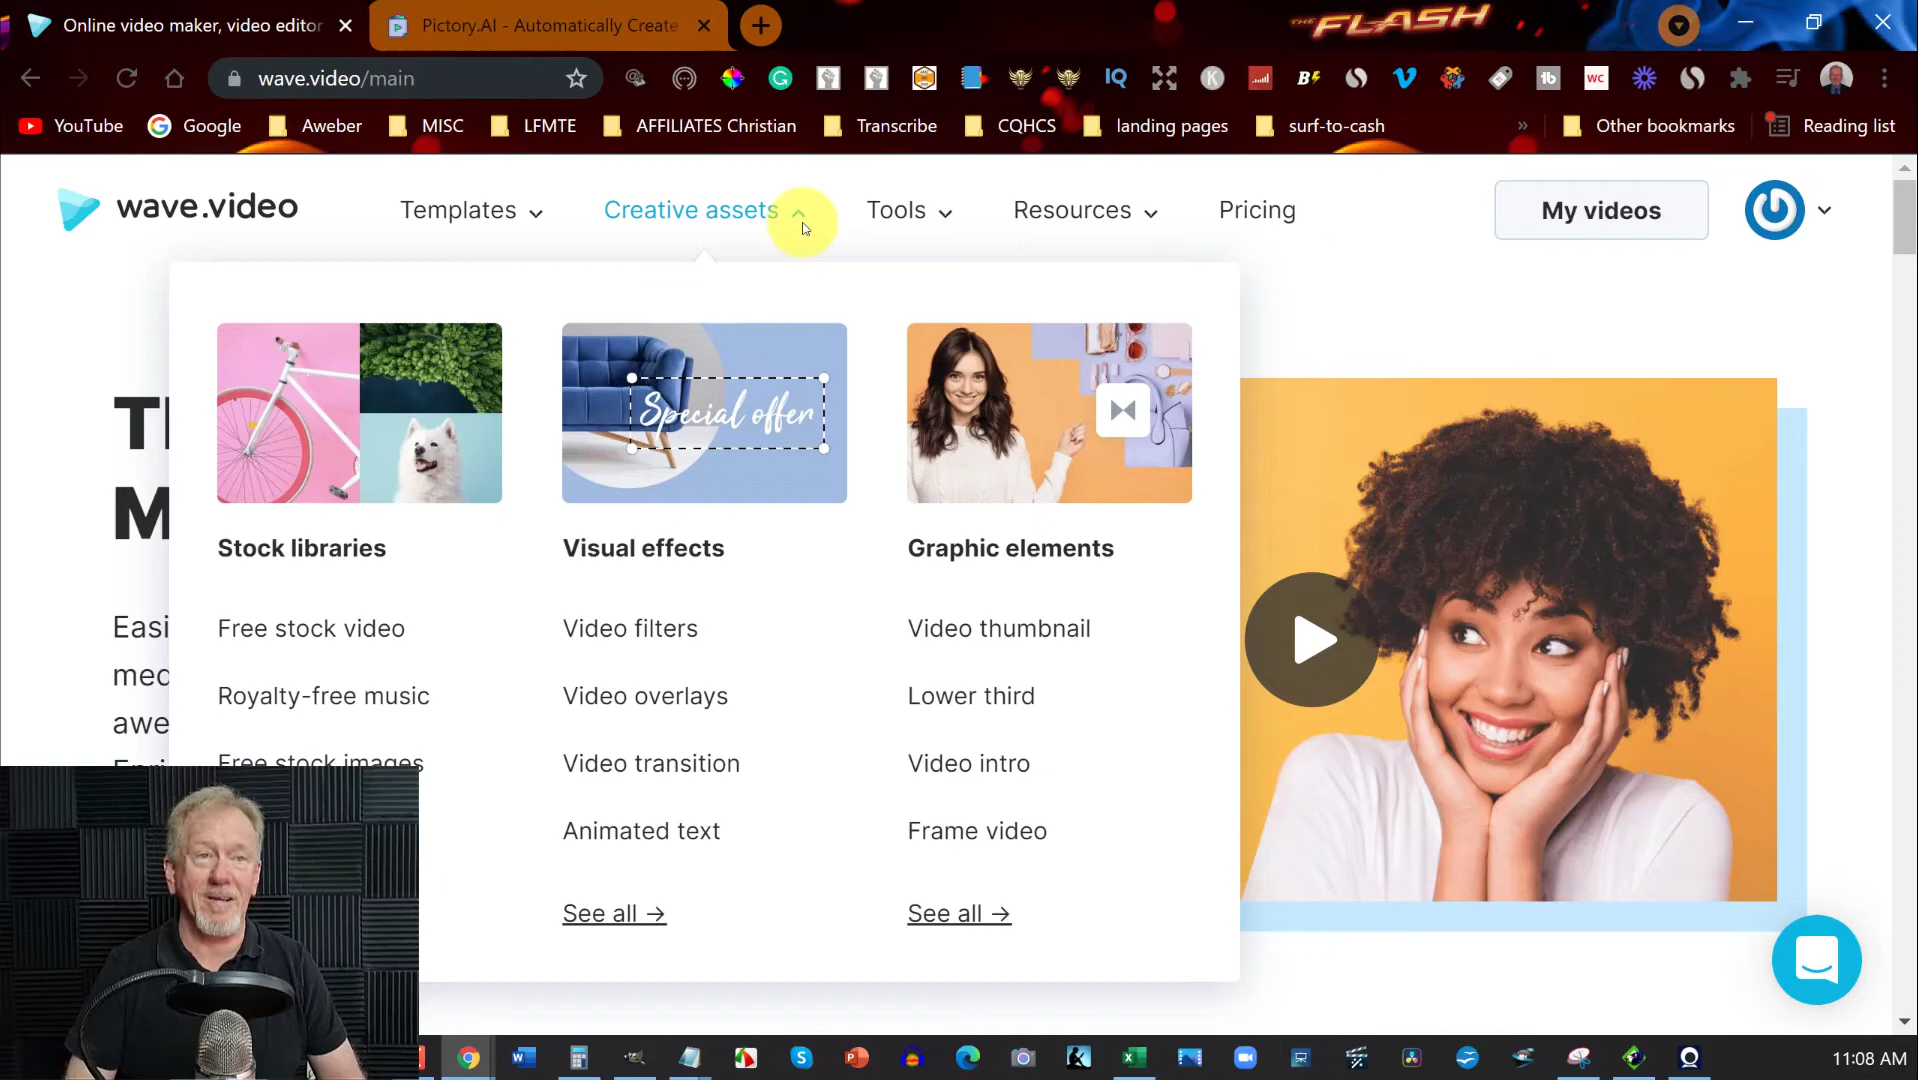 Online video maker, video editor
Pictory.AI - Automatically Create
THE FLASH
wave.video/main
YouTube
Google
Aweber
MISC
LFMTE
AFFILIATES Christian
Transcribe
CQHCS
landing pages
surf-to-cash
»
Other bookmarks
Reading list
wave.video
Templates
Creative assets
Tools
Resources
Pricing
My videos
Special offer
Stock libraries
Visual effects
Graphic elements
Free stock video
Video filters
Video thumbnail
Royalty-free music
Video overlays
Lower third
Free stock images
Video transition
Video intro
Animated text
Frame video
See all →
See all →
11:08 AM